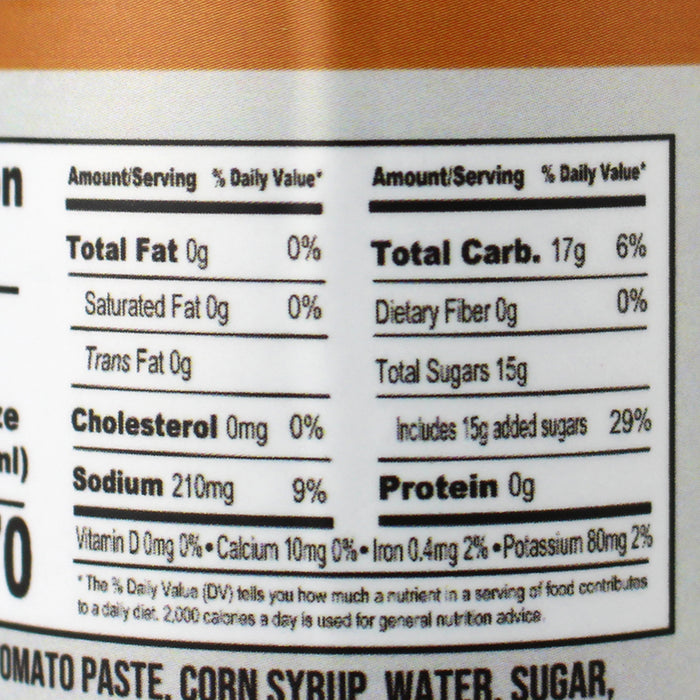 on
ze
ml)
70
Amount/Serving % Daily Value*
Total Fat 0g 0%
Saturated Fat 0g 0%
Trans Fat 0g
Cholesterol 0mg 0%
Sodium 210mg 9%
Amount/Serving % Daily Value*
Total Carb. 17g 6%
Dietary Fiber 0g 0%
Total Sugars 15g
Includes 15g added sugars 29%
Protein 0g
Vitamin D 0mg 0% • Calcium 10mg 0% • Iron 0.4mg 2% • Potassium 80mg 2%
* The % Daily Value (DV) tells you how much a nutrient in a serving of food contributes
to a daily diet. 2,000 calories a day is used for general nutrition advice.
OMATO PASTE, CORN SYRUP, WATER, SUGAR,